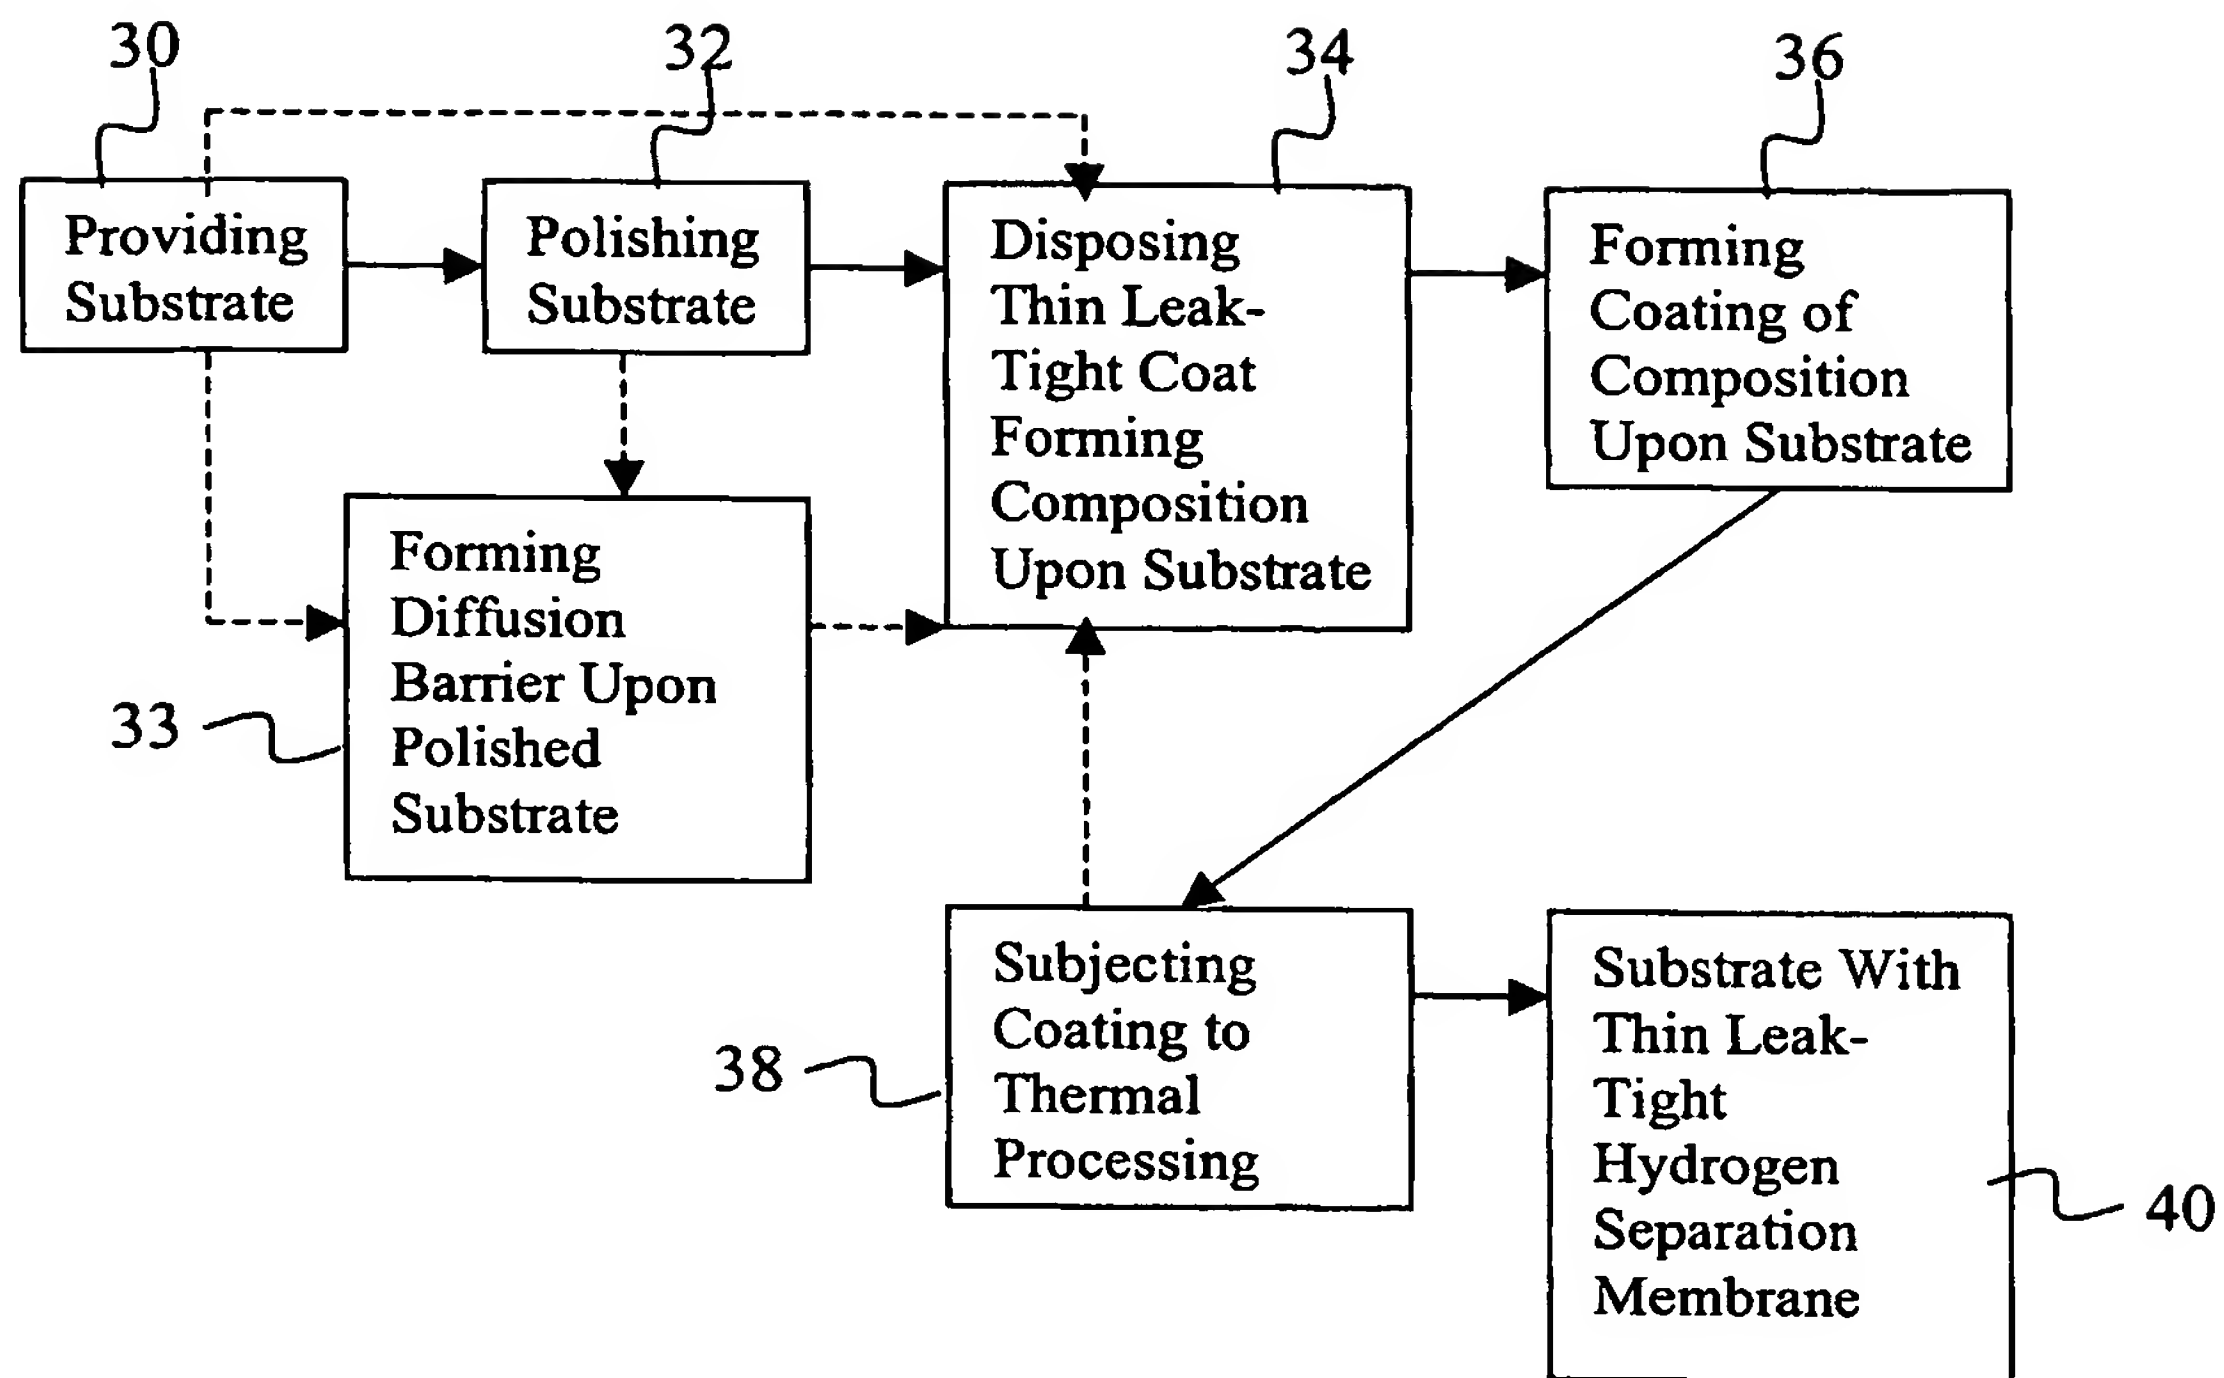 30
32
34
36
Providing
Substrate
Polishing
Substrate
Disposing
Thin Leak-
Tight Coat
Forming
Composition
Upon Substrate
Forming
Coating of
Composition
Upon Substrate
33
Forming
Diffusion
Barrier Upon
Polished
Substrate
38
Subjecting
Coating to
Thermal
Processing
Substrate With
Thin Leak-
Tight
Hydrogen
Separation
Membrane
40